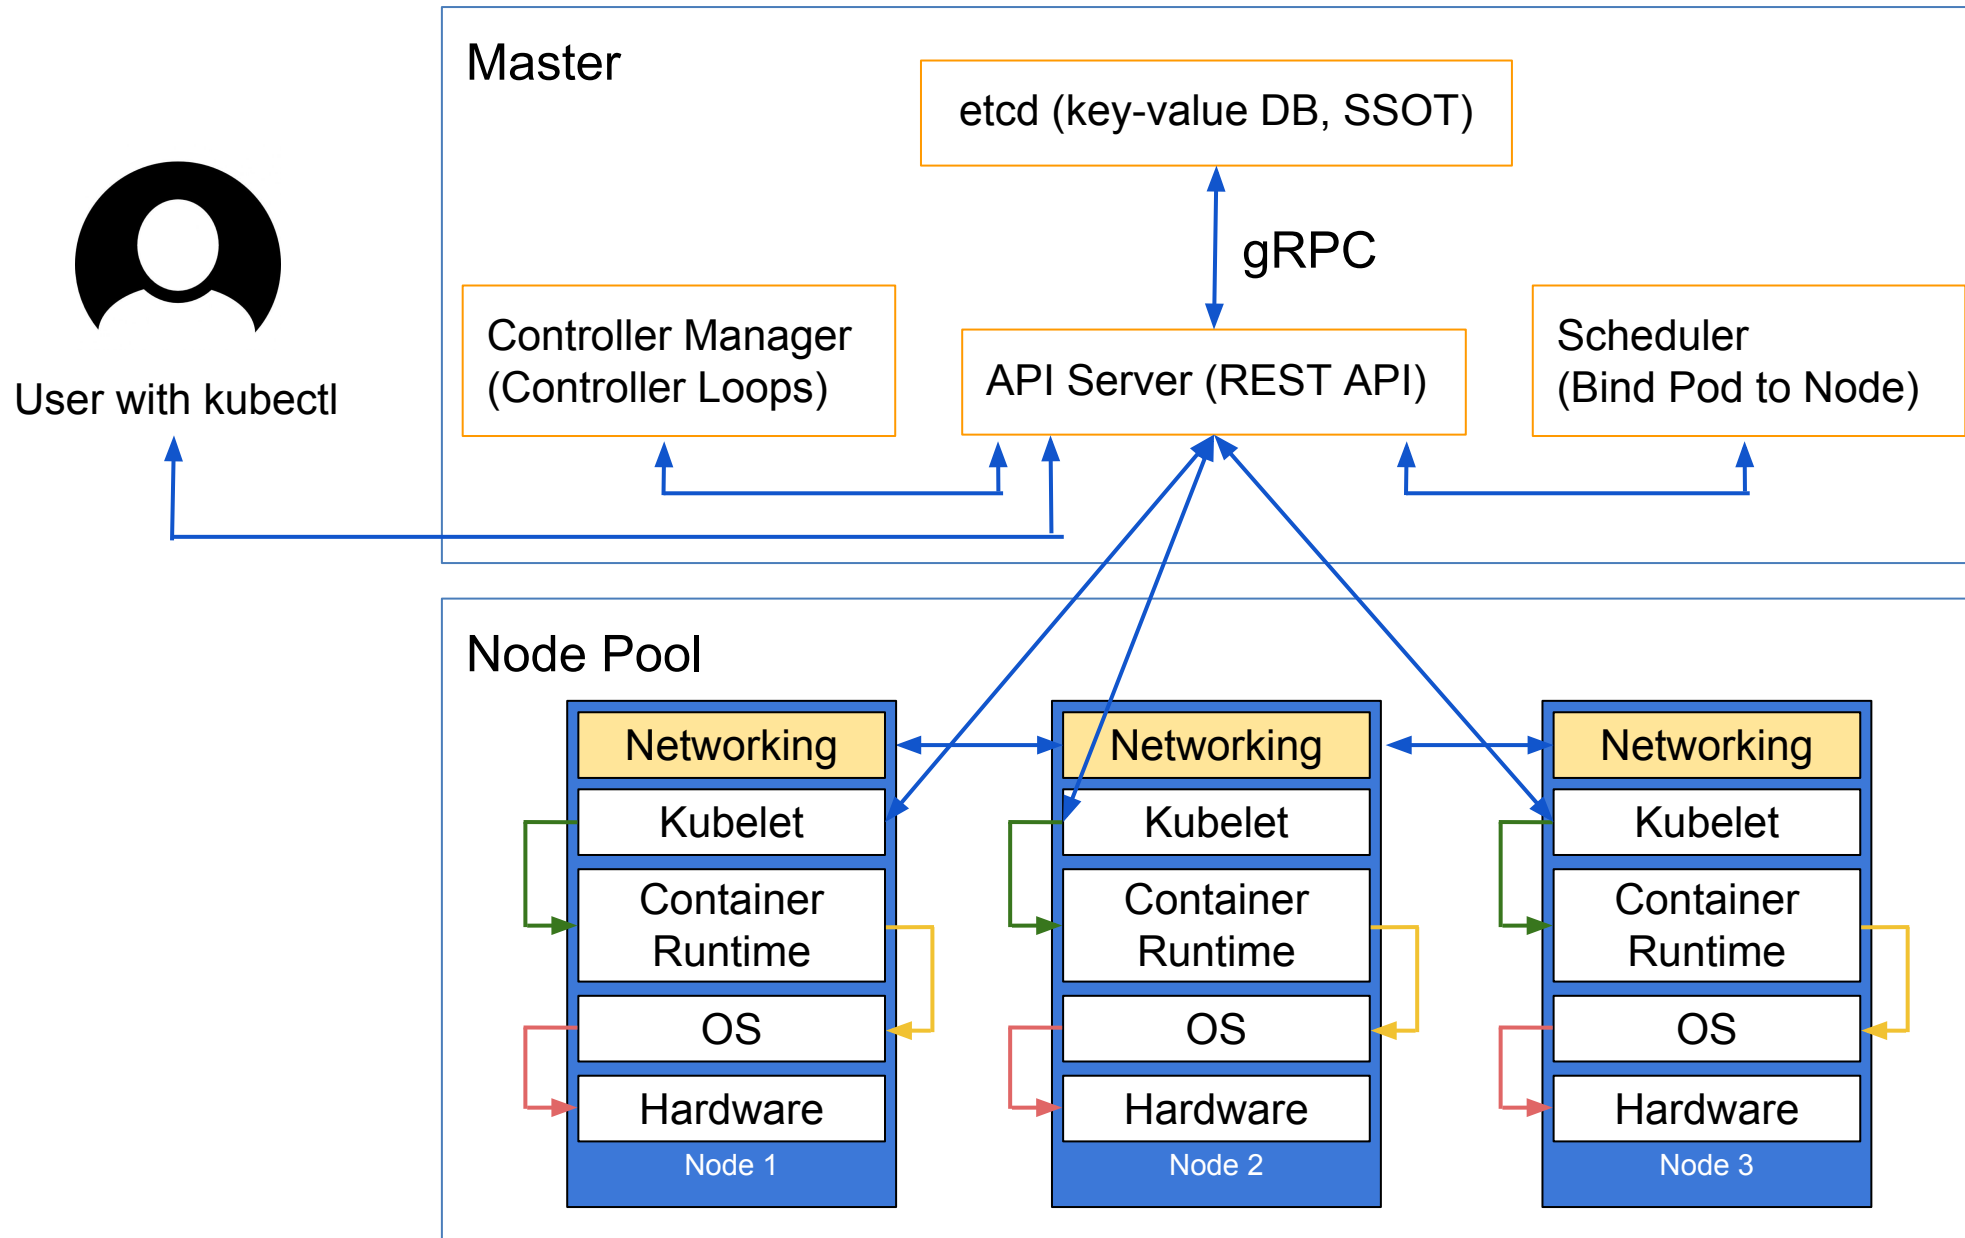 Master
etcd (key-value DB, SSOT)
gRPC
User with kubectl
Controller Manager
(Controller Loops)
API Server (REST API)
Scheduler
(Bind Pod to Node)
Node Pool
Networking
Kubelet
Container
Runtime
OS
Hardware
Node 1
Networking
Kubelet
Container
Runtime
OS
Hardware
Node 2
Networking
Kubelet
Container
Runtime
OS
Hardware
Node 3